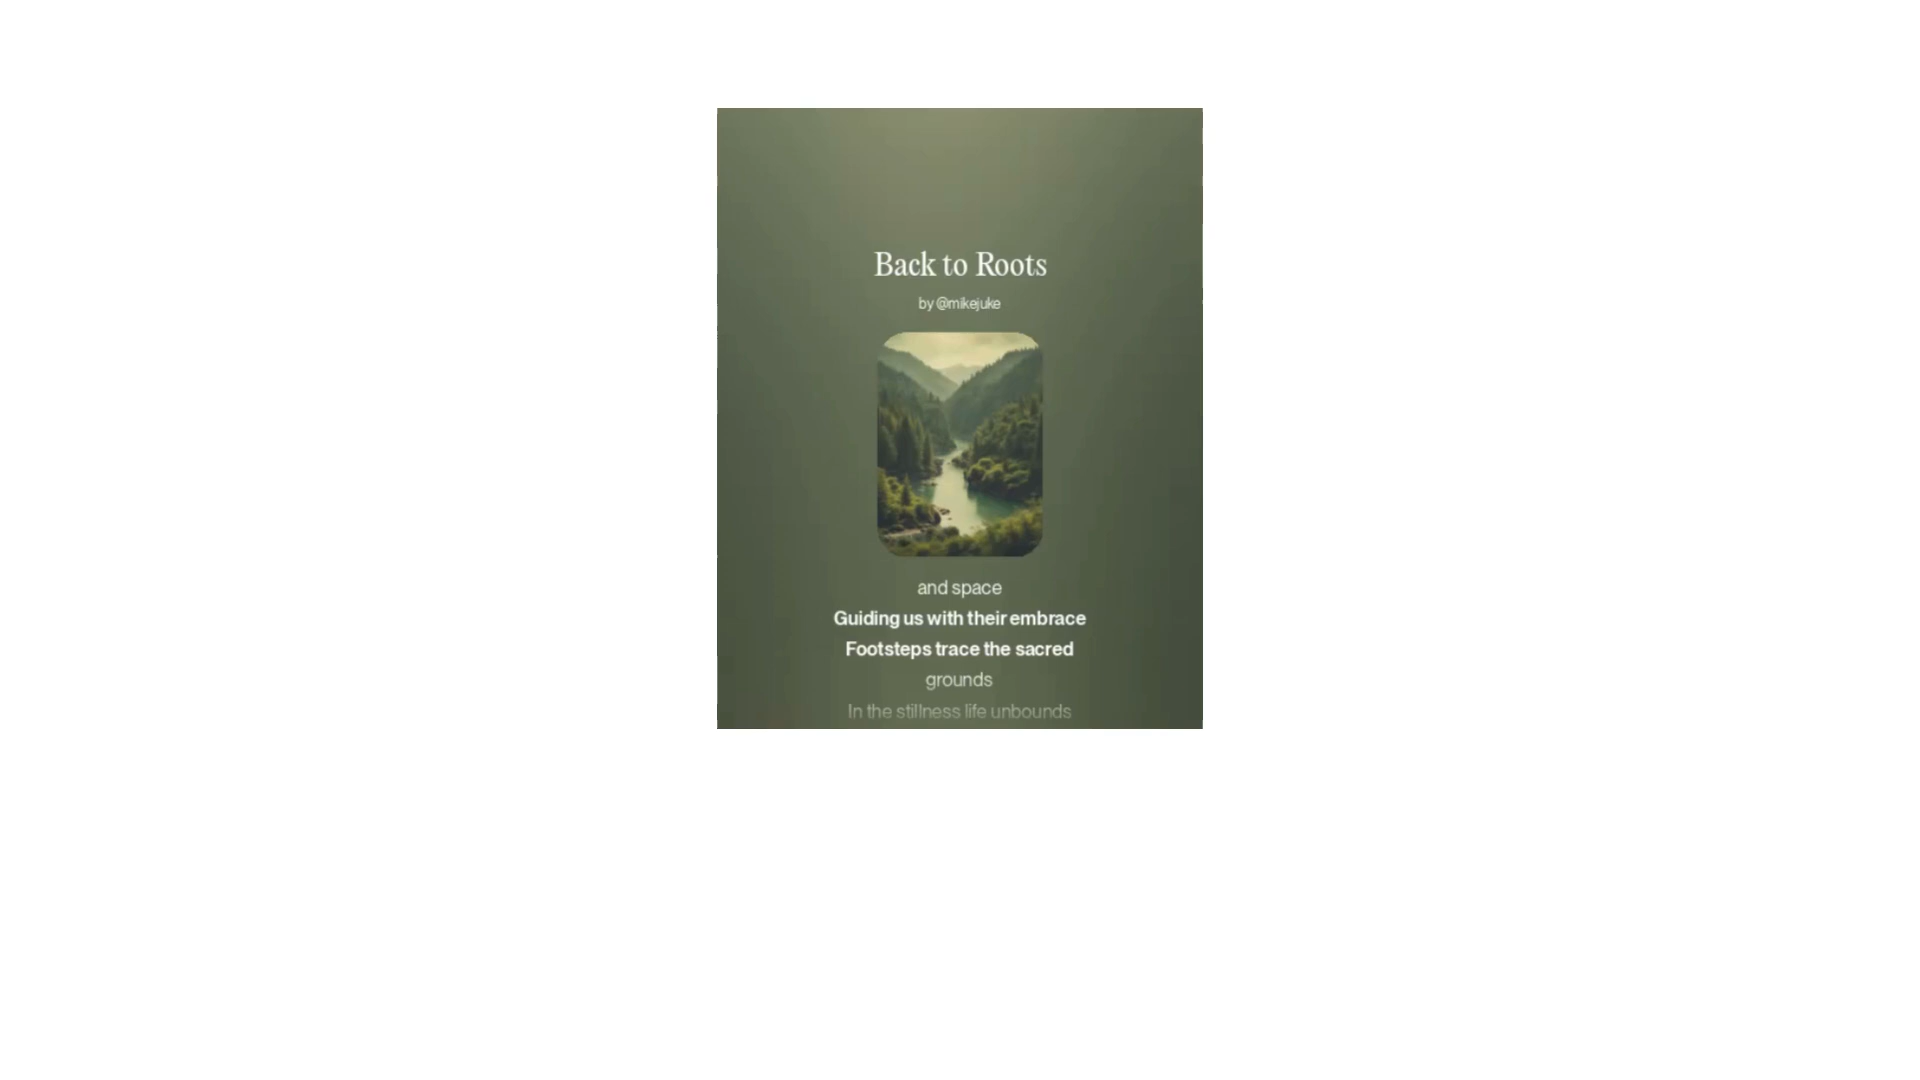 Back to Roots
by @mikejuke
and space
Guiding us with their embrace
Footsteps trace the sacred
grounds
In the stillness life unbounds